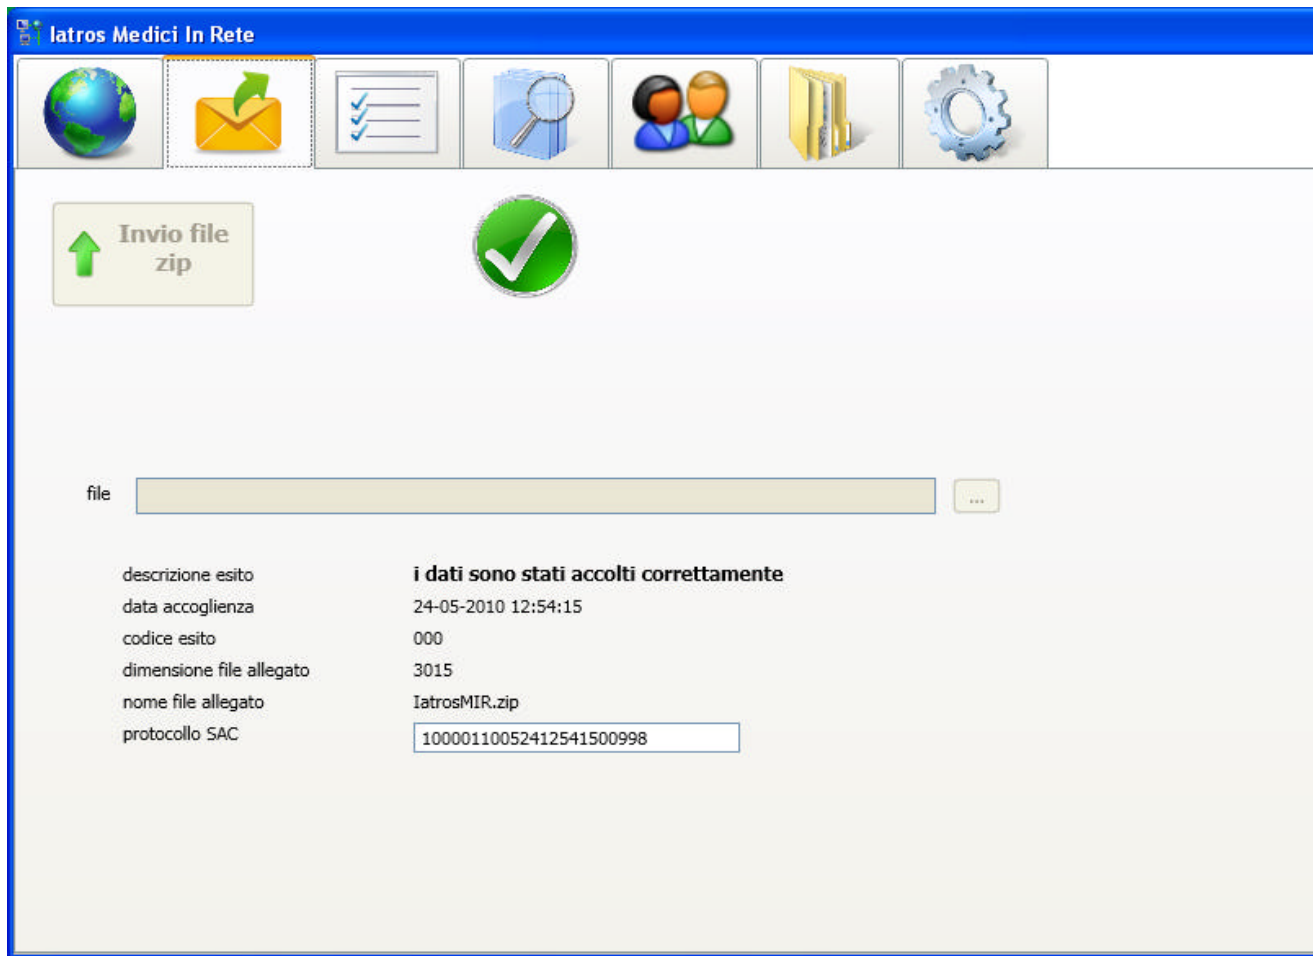 Iatros Medici In Rete
Invio file
zip
file
...
descrizione esito i dati sono stati accolti correttamente
data accoglienza 24-05-2010 12:54:15
codice esito 000
dimensione file allegato 3015
nome file allegato IatrosMIR.zip
protocollo SAC 10000110052412541500998